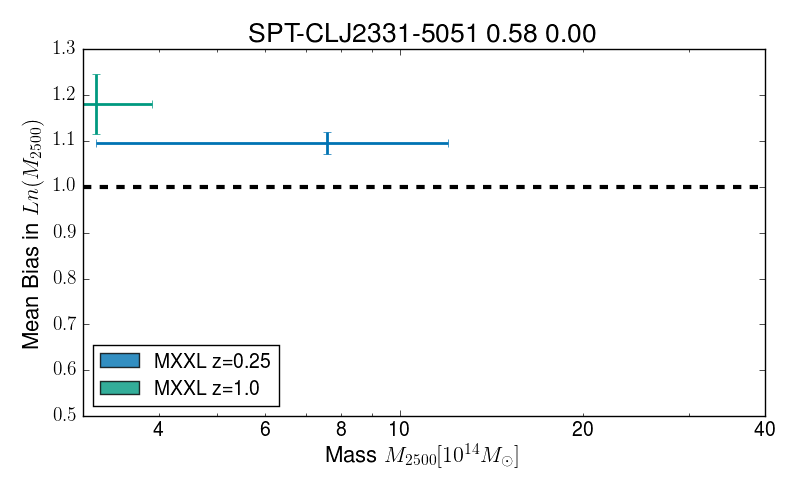 SPT-CLJ2331-5051 0.58 0.00
1.3
1.2
1.1
1.0
0.9
0.8
0.7
0.6
0.5
Mean Bias in Ln(M2500)
MXXL z=0.25
MXXL z=1.0
4 6 8 10 20 40
Mass M2500[10^14 M⊙]